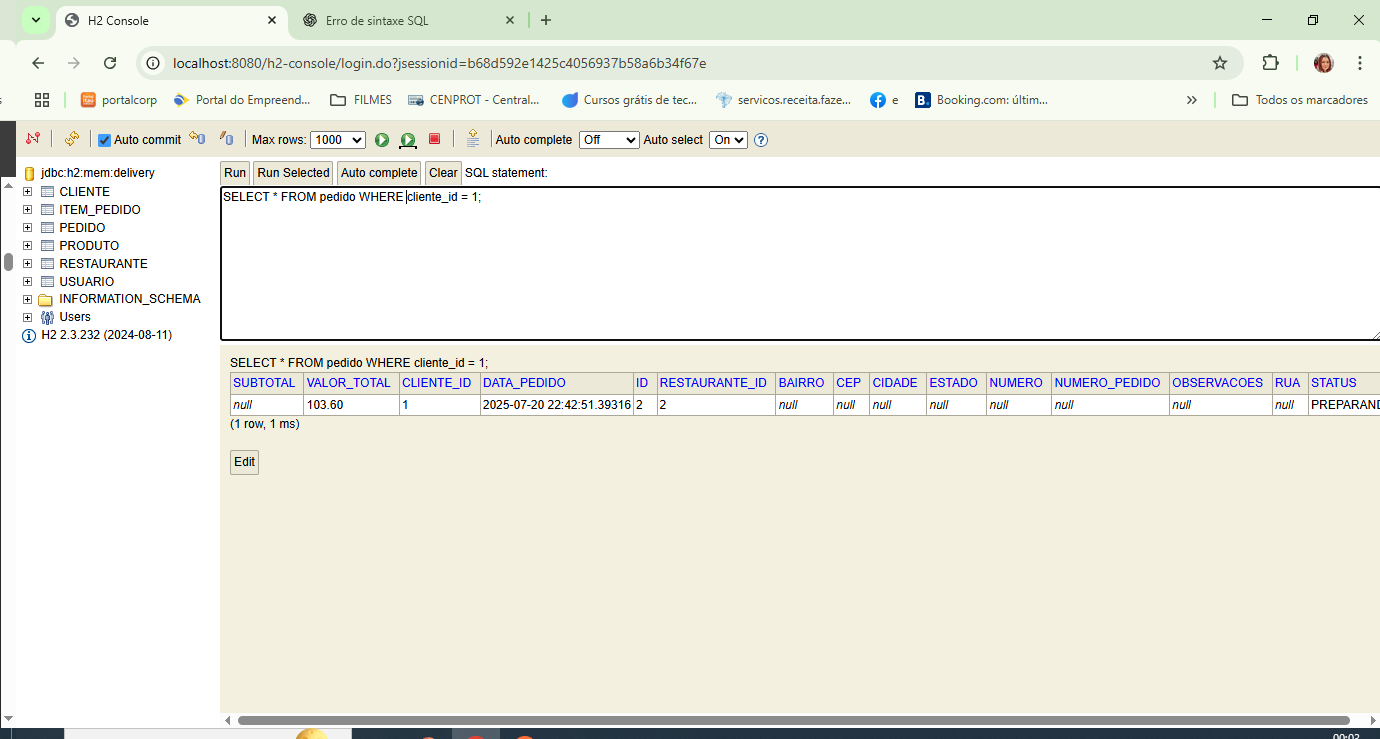 H2 Console
Erro de sintaxe SQL
localhost:8080/h2-console/login.do?jsessionid=b68d592e1425c4056937b58a6b34f67e
portalcorp
Portal do Empreend...
FILMES
CENPROT - Central...
Cursos grátis de tec...
servicos.receita.faze...
e
Booking.com: últim...
Todos os marcadores
Auto commit
Max rows: 1000
Auto complete Off
Auto select On
jdbc:h2:mem:delivery
CLIENTE
ITEM_PEDIDO
PEDIDO
PRODUTO
RESTAURANTE
USUARIO
INFORMATION_SCHEMA
Users
H2 2.3.232 (2024-08-11)
Run Run Selected Auto complete Clear SQL statement:
SELECT * FROM pedido WHERE cliente_id = 1;
SELECT * FROM pedido WHERE cliente_id = 1;
SUBTOTAL VALOR_TOTAL CLIENTE_ID DATA_PEDIDO ID RESTAURANTE_ID BAIRRO CEP CIDADE ESTADO NUMERO NUMERO_PEDIDO OBSERVACOES RUA STATUS
null 103.60 1 2025-07-20 22:42:51.39316 2 2 null null null null null null null null PREPARAND
(1 row, 1 ms)
Edit